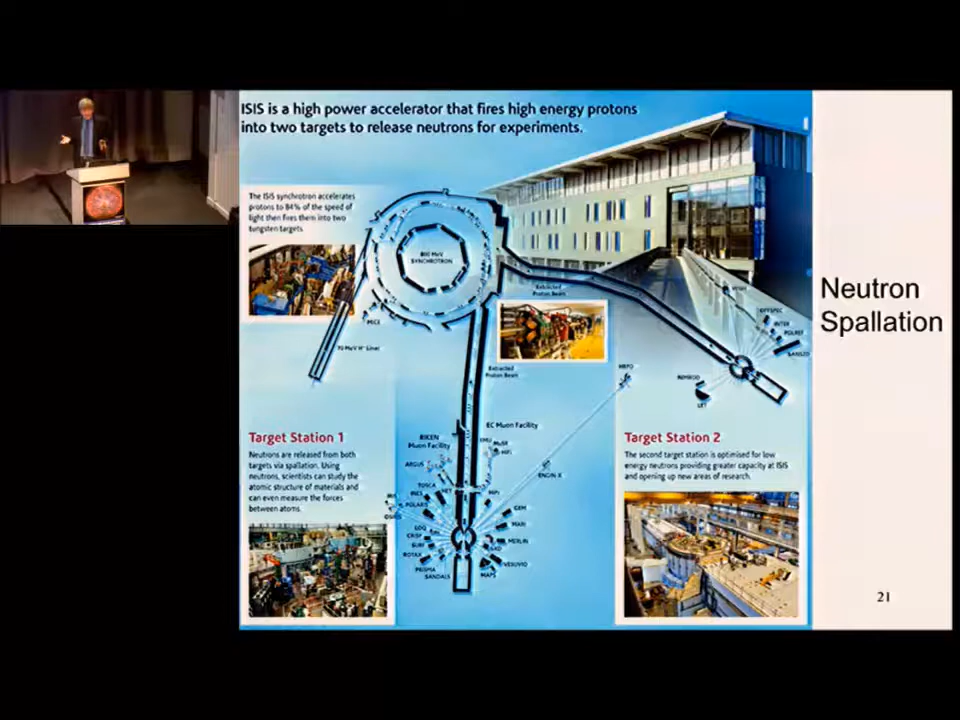 ISIS is a high power accelerator that fires high energy protons
into two targets to release neutrons for experiments.
The ISIS synchrotron accelerates
protons to 84% of the speed of
light then fires them into two
tungsten targets.
800 MeV
SYNCHROTRON
MICE
70 MeV H⁻ Linac
Extracted
Proton Beam
Extracted
Proton Beam
Neutron
Spallation
OFFSPEC
INTER
POLREF
SANS2D
NIMROD
LET
HRPD
ENGIN X
Target Station 1
Neutrons are released from both
targets via spallation. Using
neutrons, scientists can study the
atomic structure of materials and
can even measure the forces
between atoms.
RIKEN
Muon Facility
EC Muon Facility
EMU
MuSR
HiFi
ARGUS
TOSCA
POLARIS
OSIRIS
LOQ
CRISP
SURF
ROTAX
PRISMA
SANDALS
GEM
MARI
MERLIN
SXD
VESUVIO
MAPS
Target Station 2
The second target station is optimised for low
energy neutrons providing greater capacity at ISIS
and opening up new areas of research.
21